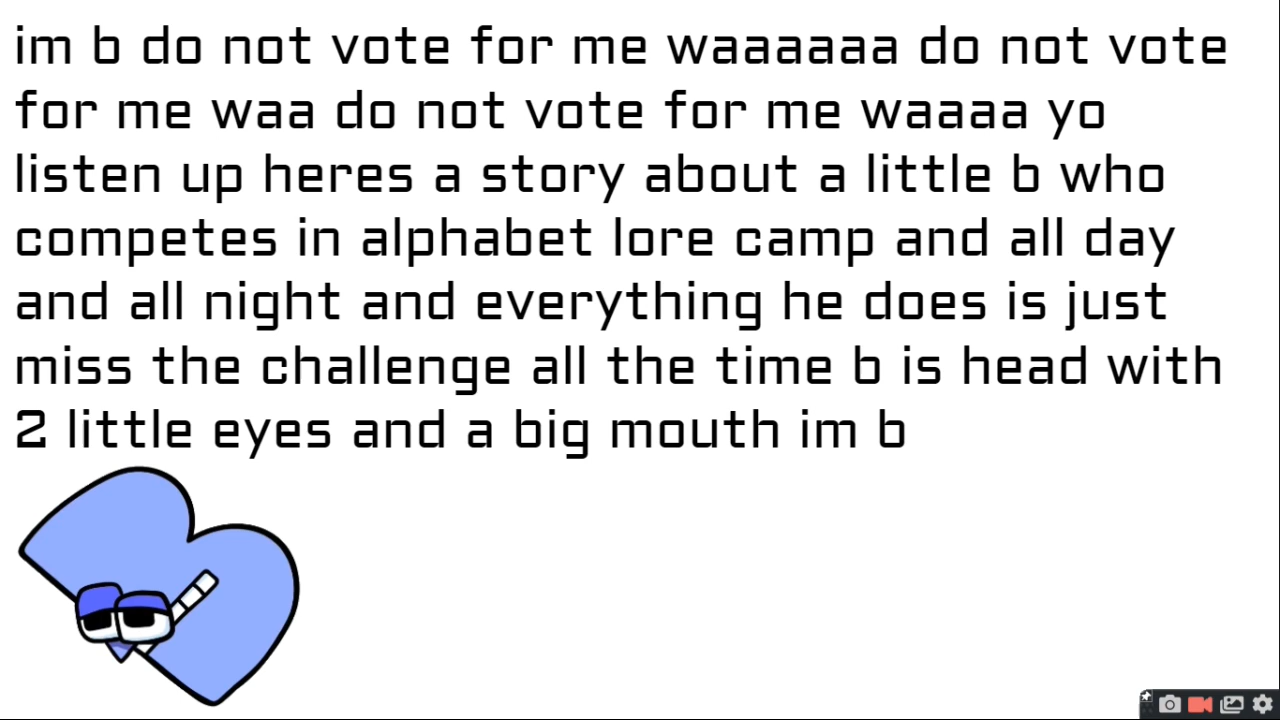 im b do not vote for me waaaaaa do not vote
for me waa do not vote for me waaaa yo
listen up heres a story about a little b who
competes in alphabet lore camp and all day
and all night and everything he does is just
miss the challenge all the time b is head with
2 little eyes and a big mouth im b